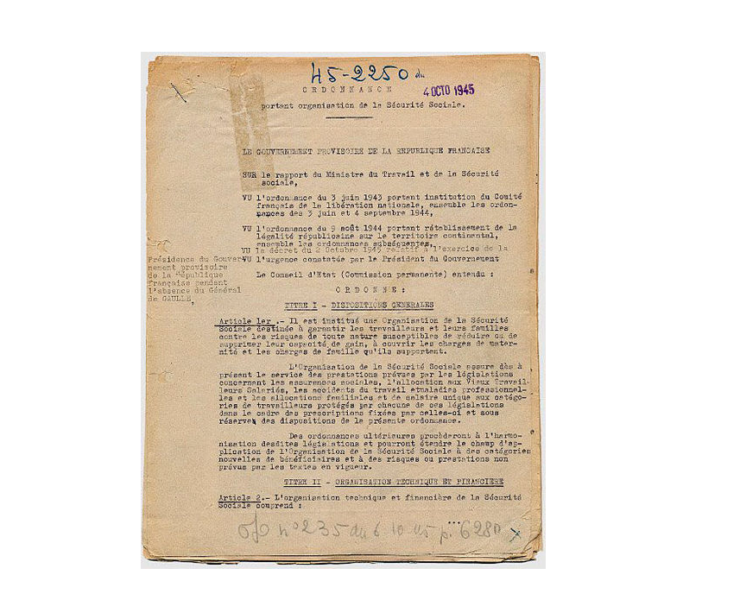 45-2250 du
ORDONNANCE
4 OCTO 1945
portant organisation de la Sécurité Sociale.
LE GOUVERNEMENT PROVISOIRE DE LA REPUBLIQUE FRANCAISE
SUR le rapport du Ministre du Travail et de la Sécurité
sociale,
VU l'ordonnance du 3 juin 1943 portant institution du Comité
français de la libération nationale, ensemble les ordon-
nances des 3 juin et 4 septembre 1944,
VU l'ordonnance du 9 août 1944 portant rétablissement de la
légalité républicaine sur le territoire continental,
ensemble les ordonnances subséquentes,
VU le décret du 2 Octobre 1945 relatif à l'exercice de la
Présidence du Gouver-
nement provisoire
de la République
française pendant
l'absence du Général
de GAULLE,
VU l'urgence constatée par le Président du Gouvernement
Le Conseil d'Etat (Commission permanente) entendu :
ORDONNE :
TITRE I - DISPOSITIONS GENERALES
Article 1er .- Il est institué une Organisation de la Sécurité
Sociale destinée à garantir les travailleurs et leurs familles
contre les risques de toute nature susceptibles de réduire ou de
supprimer leur capacité de gain, à couvrir les charges de mater-
nité et les charges de famille qu'ils supportent.
L'Organisation de la Sécurité Sociale assure dès à
présent le service des prestations prévues par les législations
concernant les assurances sociales, l'allocation aux Vieux Travail-
leurs Salariés, les accidents du travail et maladies professionnel-
les et les allocations familiales et de salaire unique aux catégo-
ries de travailleurs protégés par chacune de ces législations
dans le cadre des prescriptions fixées par celles-ci et sous
réserve des dispositions de la présente ordonnance.
Des ordonnances ultérieures procèderont à l'harmo-
nisation desdites législations et pourront étendre le champ d'ap-
plication de l'Organisation de la Sécurité Sociale à des catégories
nouvelles de bénéficiaires et à des risques ou prestations non
prévus par les textes en vigueur.
TITRE II - ORGANISATION TECHNIQUE ET FINANCIERE
Article 2.- L'organisation technique et financière de la Sécurité
Sociale comprend :
...
n° 235 du 6 10 45 p. 6280